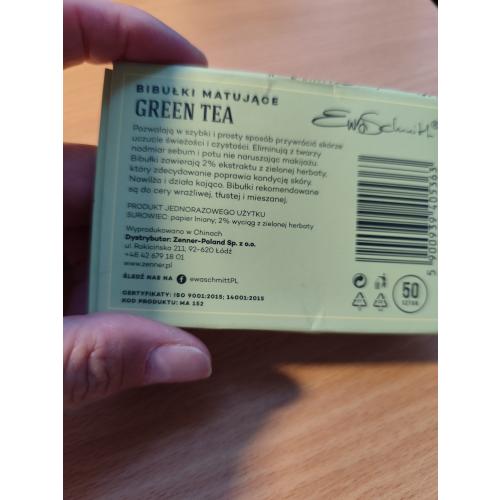 BIBUŁKI MATUJĄCE
GREEN TEA
EwaSchmitt®
Pozwalają w szybki i prosty sposób przywrócić skórze
uczucie świeżości i czystości. Eliminują z twarzy
nadmiar sebum i potu nie naruszając makijażu.
Bibułki zawierają 2% ekstraktu z zielonej herbaty,
który zdecydowanie poprawia kondycję skóry.
Nawilża i działa kojąco. Bibułki rekomendowane
są do cery wrażliwej, tłustej i mieszanej.
PRODUKT JEDNORAZOWEGO UŻYTKU
SUROWIEC: papier lniany; 2% wyciąg z zielonej herbaty
Wyprodukowano w Chinach
Dystrybutor: Zenner-Poland Sp. z o.o.
ul. Rokicińska 211; 92-620 Łódź
+48 42 679 18 01
www.zenner.pl
ŚLEDŹ NAS NA f ewaschmittPL
CERTYFIKATY: ISO 9001:2015; 14001:2015
KOD PRODUKTU: MA 152
5 900939 403363
50
SZTUK